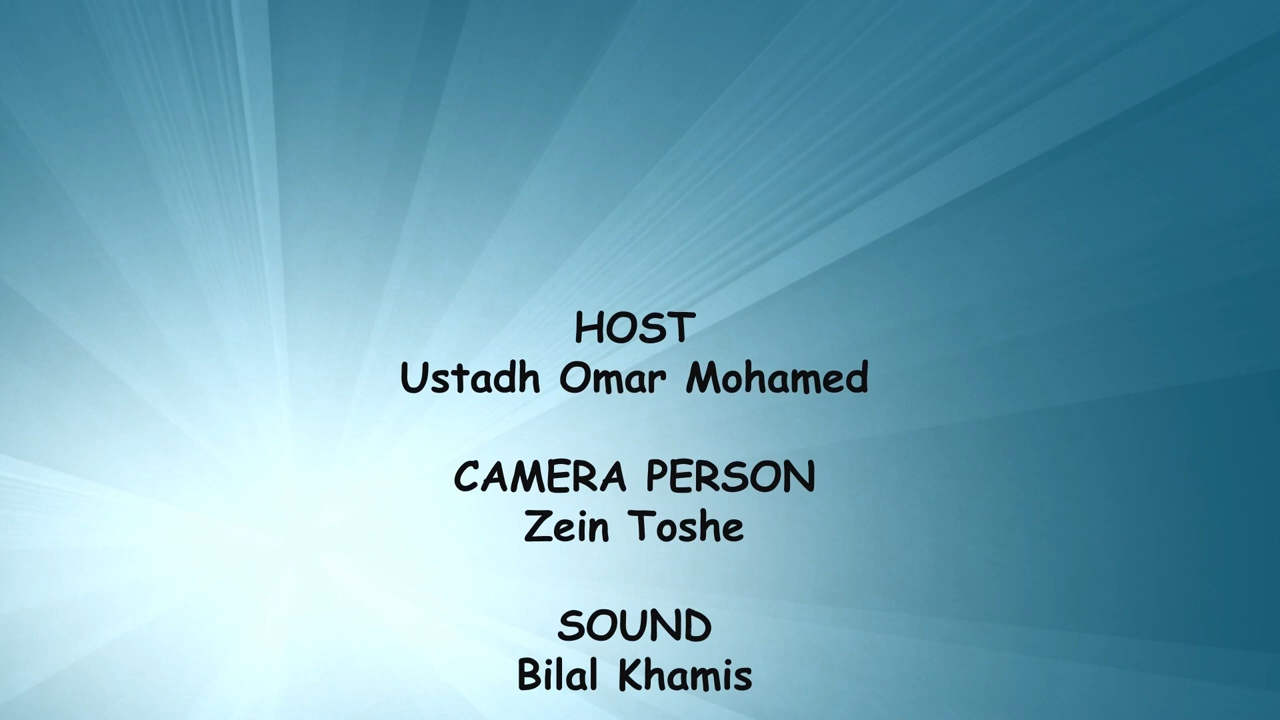 HOST
Ustadh Omar Mohamed
CAMERA PERSON
Zein Toshe
SOUND
Bilal Khamis